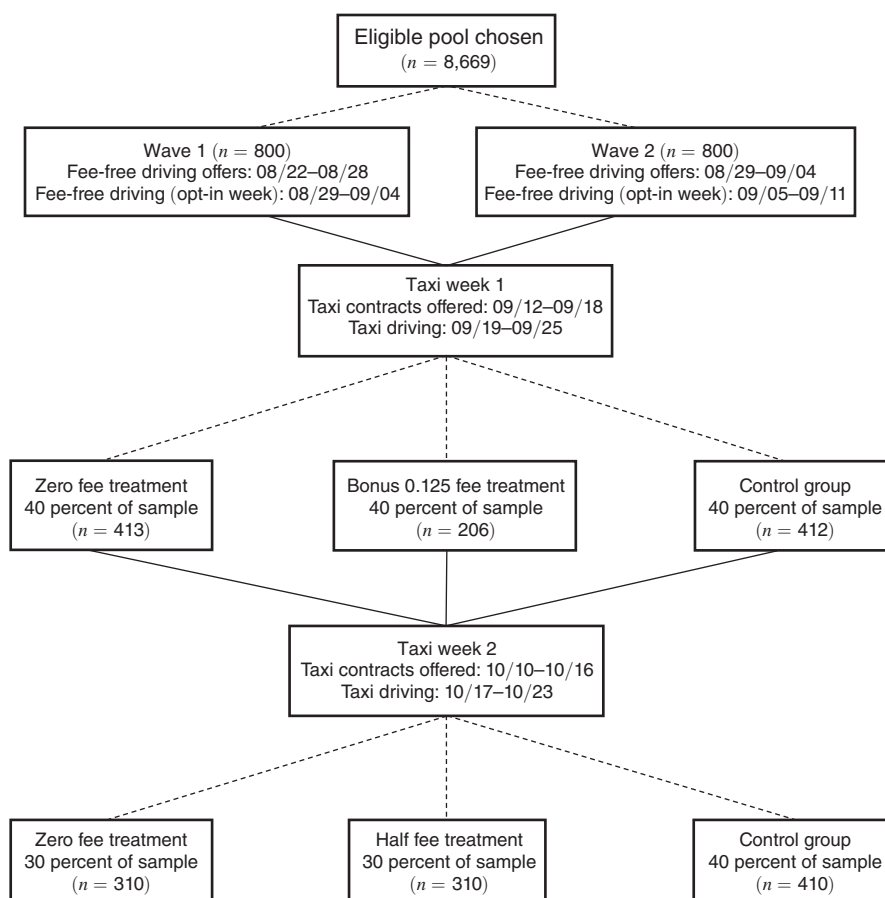 Eligible pool chosen
(n = 8,669)
Wave 1 (n = 800)
Fee-free driving offers: 08/22–08/28
Fee-free driving (opt-in week): 08/29–09/04
Wave 2 (n = 800)
Fee-free driving offers: 08/29–09/04
Fee-free driving (opt-in week): 09/05–09/11
Taxi week 1
Taxi contracts offered: 09/12–09/18
Taxi driving: 09/19–09/25
Zero fee treatment
40 percent of sample
(n = 413)
Bonus 0.125 fee treatment
40 percent of sample
(n = 206)
Control group
40 percent of sample
(n = 412)
Taxi week 2
Taxi contracts offered: 10/10–10/16
Taxi driving: 10/17–10/23
Zero fee treatment
30 percent of sample
(n = 310)
Half fee treatment
30 percent of sample
(n = 310)
Control group
40 percent of sample
(n = 410)